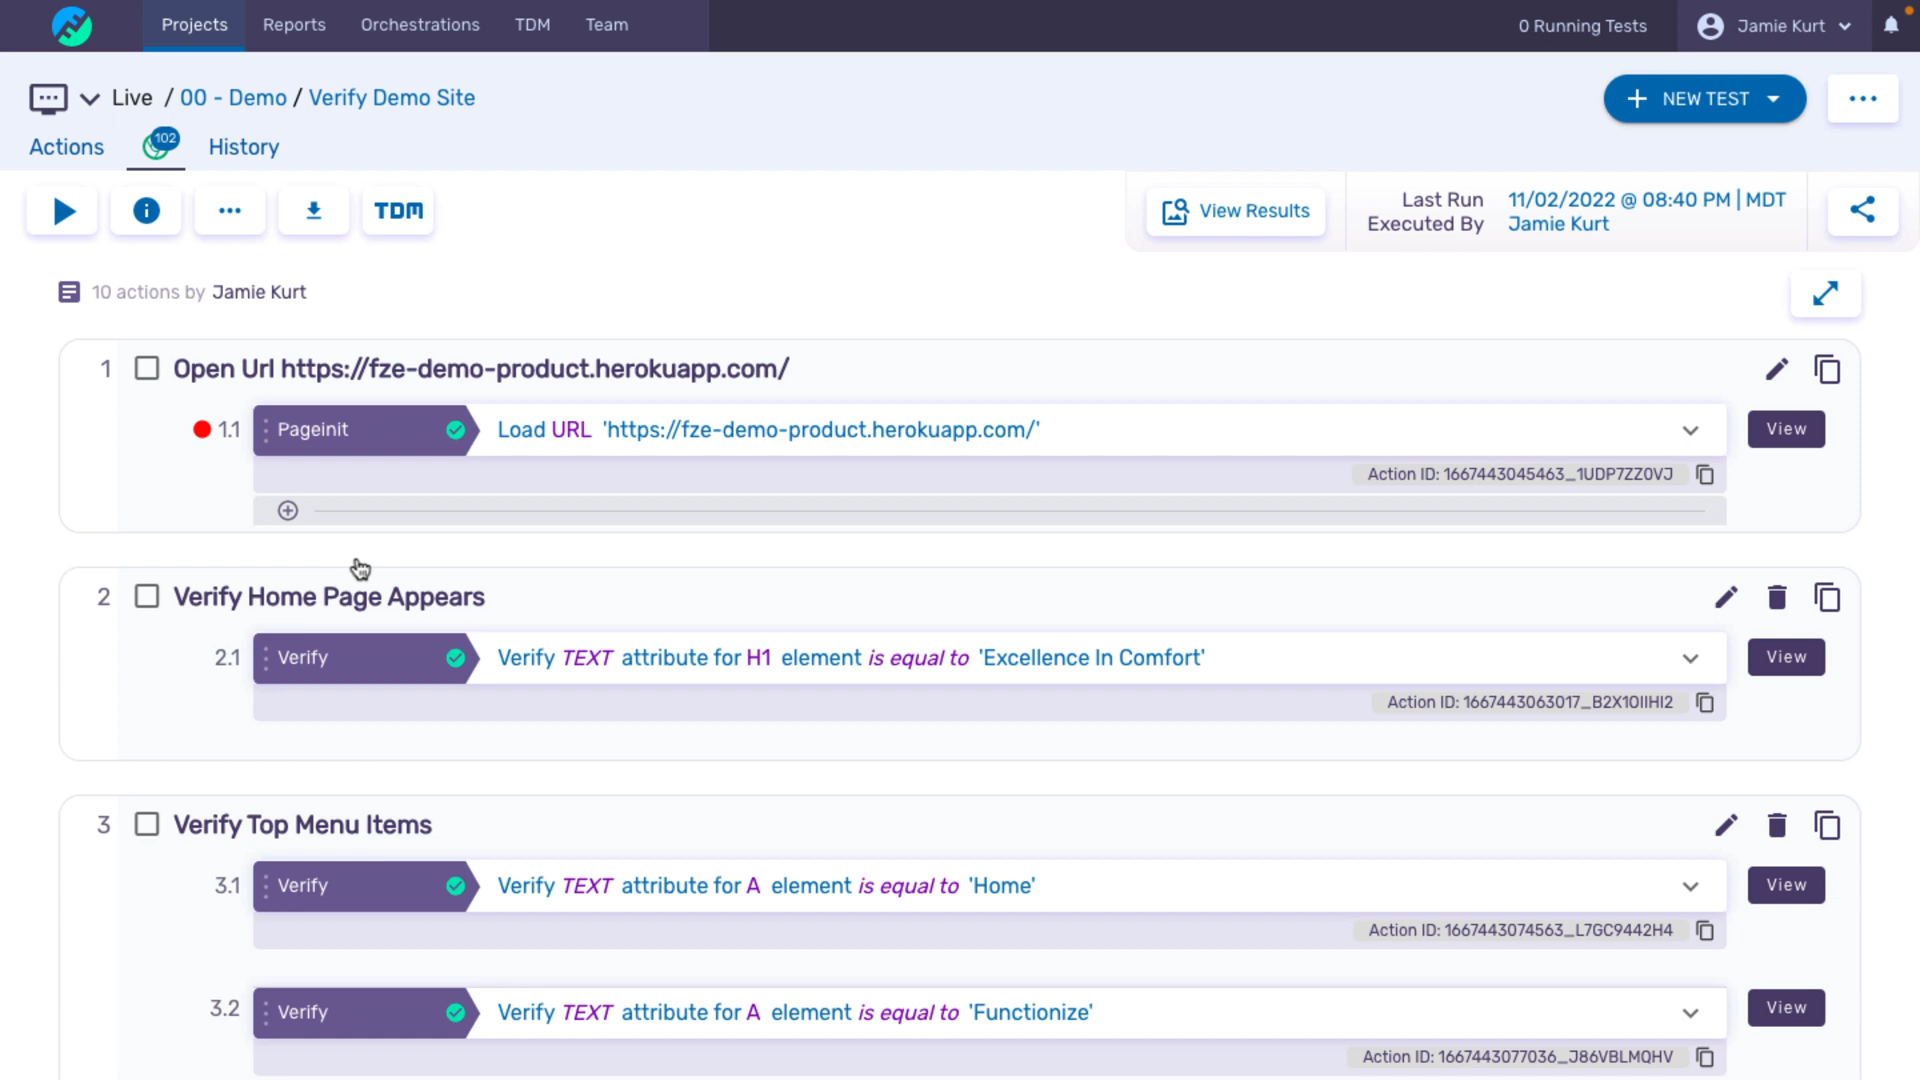 Projects Reports Orchestrations TDM Team 0 Running Tests Jamie Kurt
Live / 00 - Demo / Verify Demo Site
NEW TEST
Actions 102 History
TDM
View Results
Last Run 11/02/2022 @ 08:40 PM | MDT
Executed By Jamie Kurt
10 actions by Jamie Kurt
1 Open Url https://fze-demo-product.herokuapp.com/
1.1 Pageinit Load URL 'https://fze-demo-product.herokuapp.com/' View
Action ID: 1667443045463_1UDP7ZZ0VJ
2 Verify Home Page Appears
2.1 Verify Verify TEXT attribute for H1 element is equal to 'Excellence In Comfort' View
Action ID: 1667443063017_B2X1OIIHI2
3 Verify Top Menu Items
3.1 Verify Verify TEXT attribute for A element is equal to 'Home' View
Action ID: 1667443074563_L7GC9442H4
3.2 Verify Verify TEXT attribute for A element is equal to 'Functionize' View
Action ID: 1667443077036_J86VBLMQHV